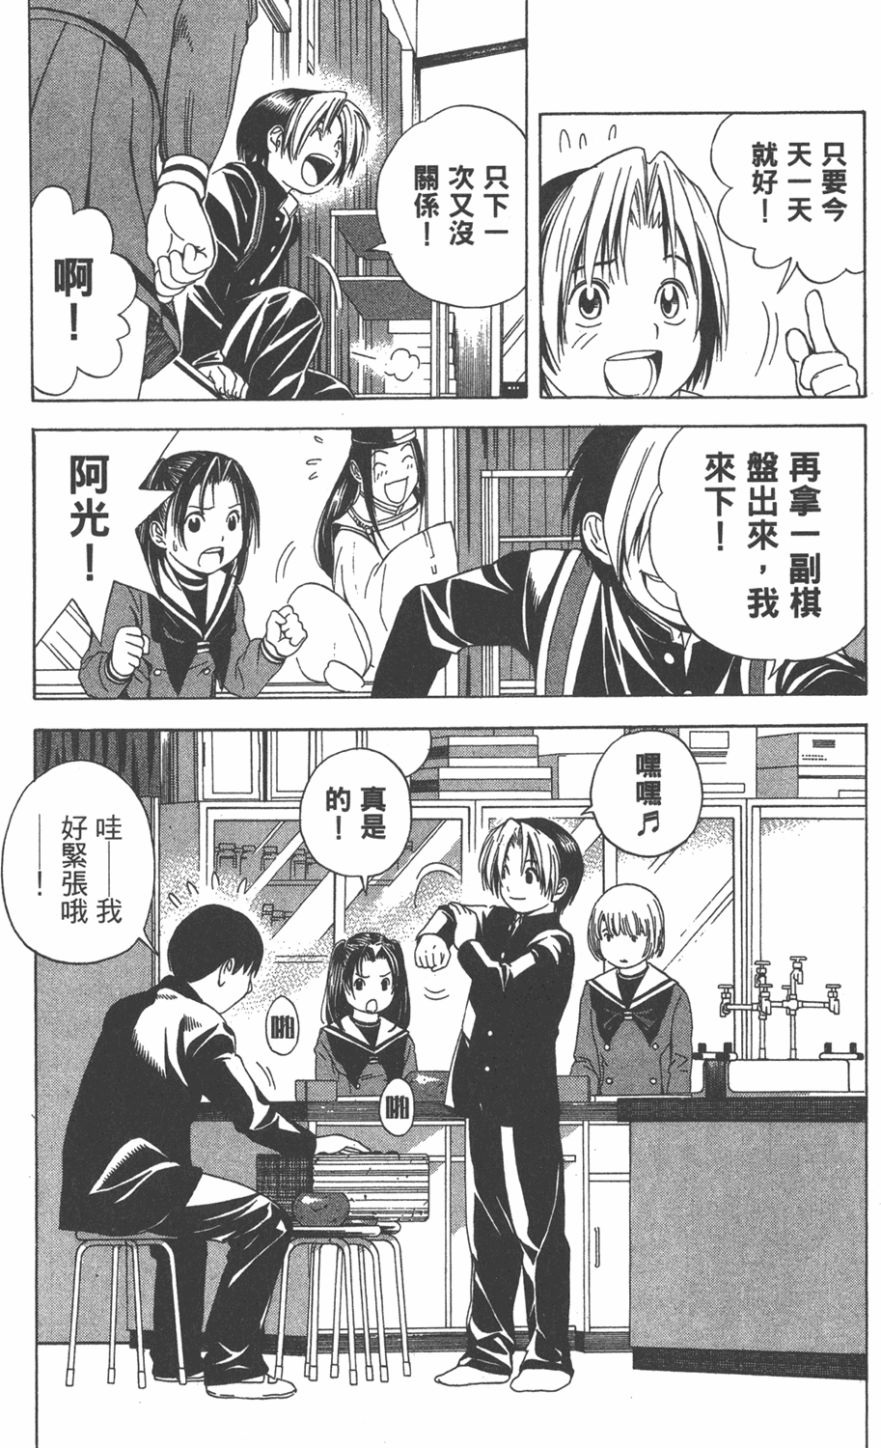 只要今
天一天
就好！
只下一
次又沒
關係！
啊！
再拿一副棋
盤出來，我
來下！
阿光！
嘿嘿♬
真是
的！
哇——我
好緊張哦
——！
啪
啪